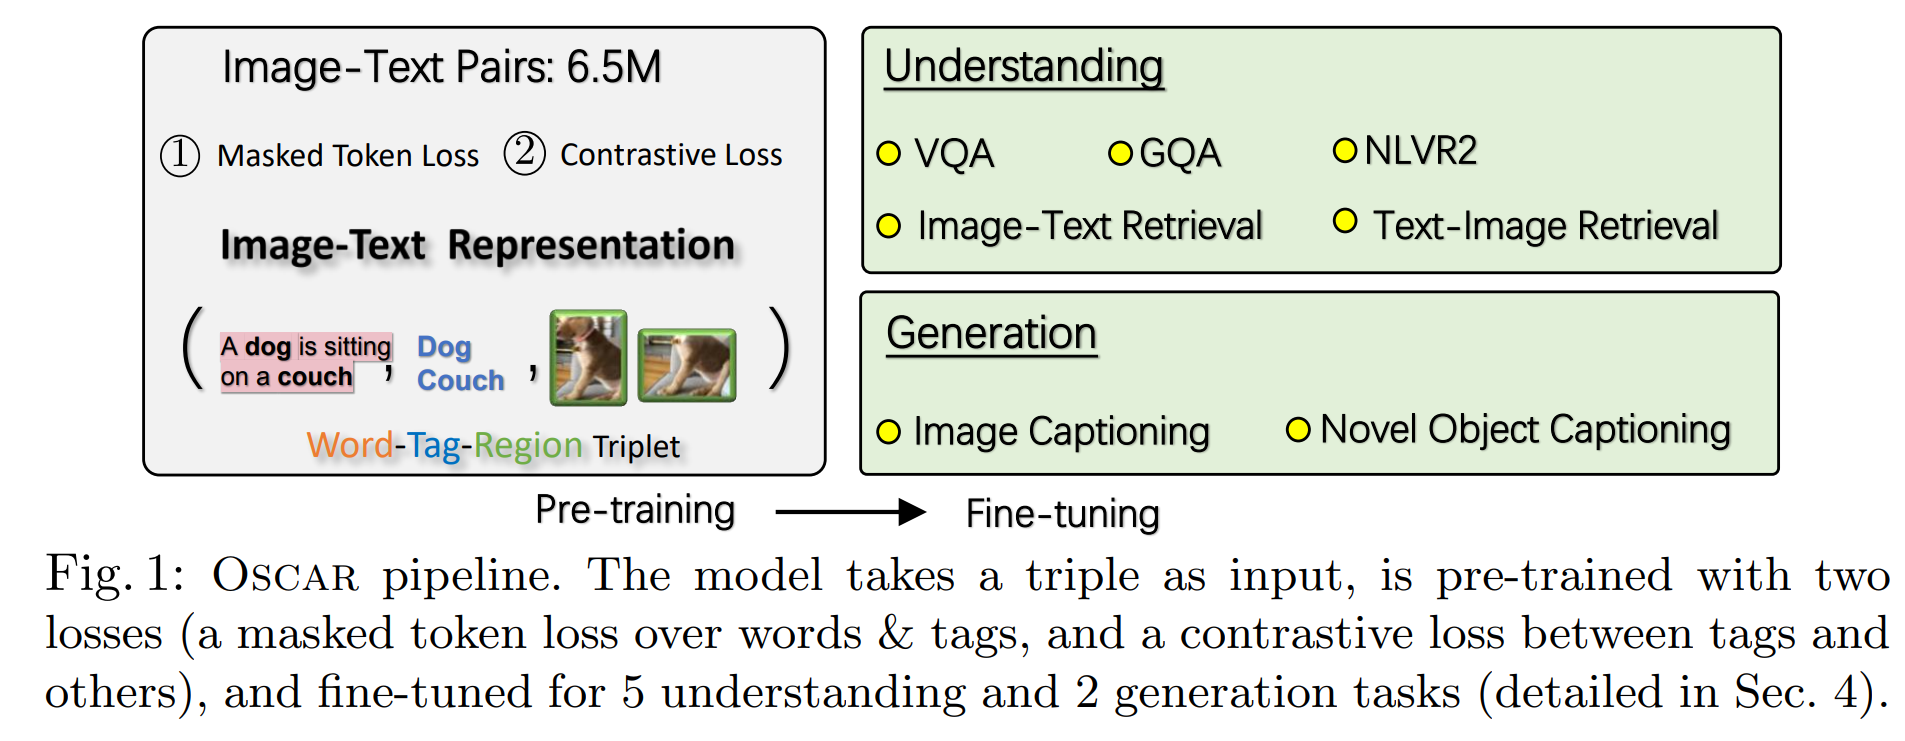 Image-Text Pairs: 6.5M
① Masked Token Loss ② Contrastive Loss
Image-Text Representation
( A dog is sitting
on a couch , Dog
Couch , )
Word-Tag-Region Triplet
Understanding
VQA GQA NLVR2
Image-Text Retrieval Text-Image Retrieval
Generation
Image Captioning Novel Object Captioning
Pre-training Fine-tuning
Fig. 1: OSCAR pipeline. The model takes a triple as input, is pre-trained with two
losses (a masked token loss over words & tags, and a contrastive loss between tags and
others), and fine-tuned for 5 understanding and 2 generation tasks (detailed in Sec. 4).